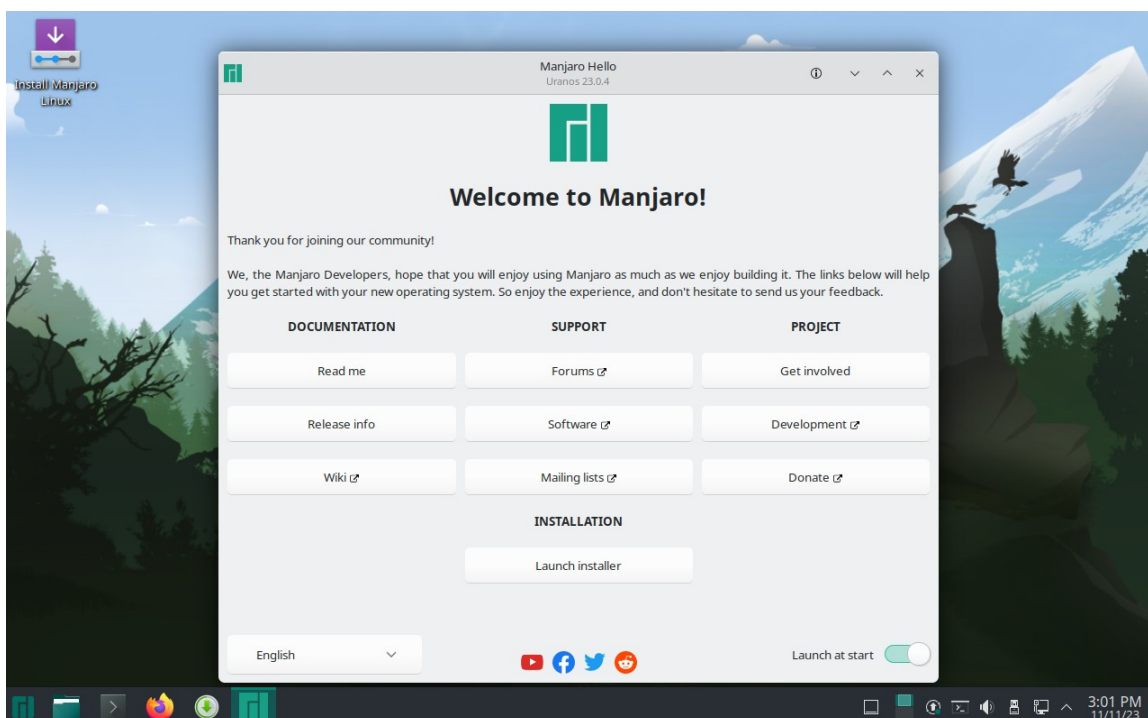 Install Manjaro
Linux
Manjaro Hello
Uranos 23.0.4
Welcome to Manjaro!
Thank you for joining our community!
We, the Manjaro Developers, hope that you will enjoy using Manjaro as much as we enjoy building it. The links below will help
you get started with your new operating system. So enjoy the experience, and don't hesitate to send us your feedback.
DOCUMENTATION SUPPORT PROJECT
Read me Forums Get involved
Release info Software Development
Wiki Mailing lists Donate
INSTALLATION
Launch installer
English Launch at start
3:01 PM
11/11/23